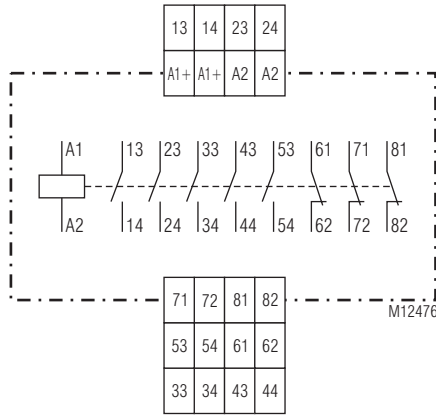 13 14 23 24
A1+ A1+ A2 A2
A1 13 23 33 43 53 61 71 81
A2 14 24 34 44 54 62 72 82
71 72 81 82
M12476
53 54 61 62
33 34 43 44